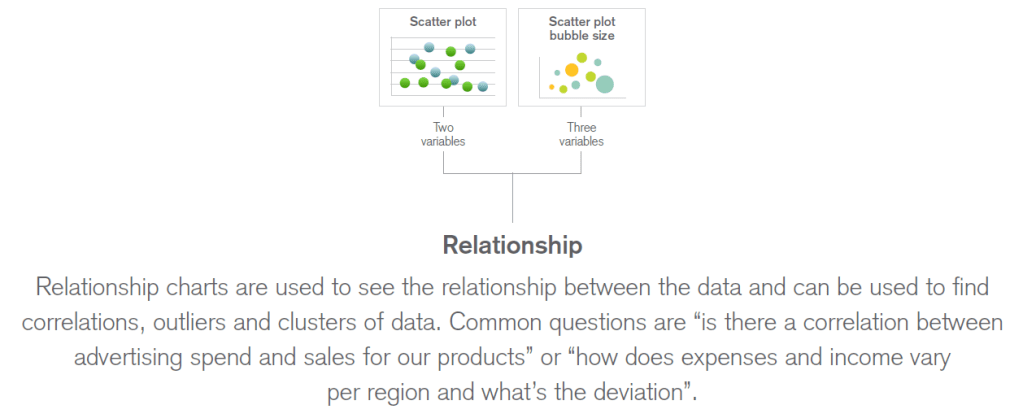 Scatter plot
Scatter plot
bubble size
Two
variables
Three
variables
Relationship
Relationship charts are used to see the relationship between the data and can be used to find
correlations, outliers and clusters of data. Common questions are “is there a correlation between
advertising spend and sales for our products” or “how does expenses and income vary
per region and what’s the deviation”.